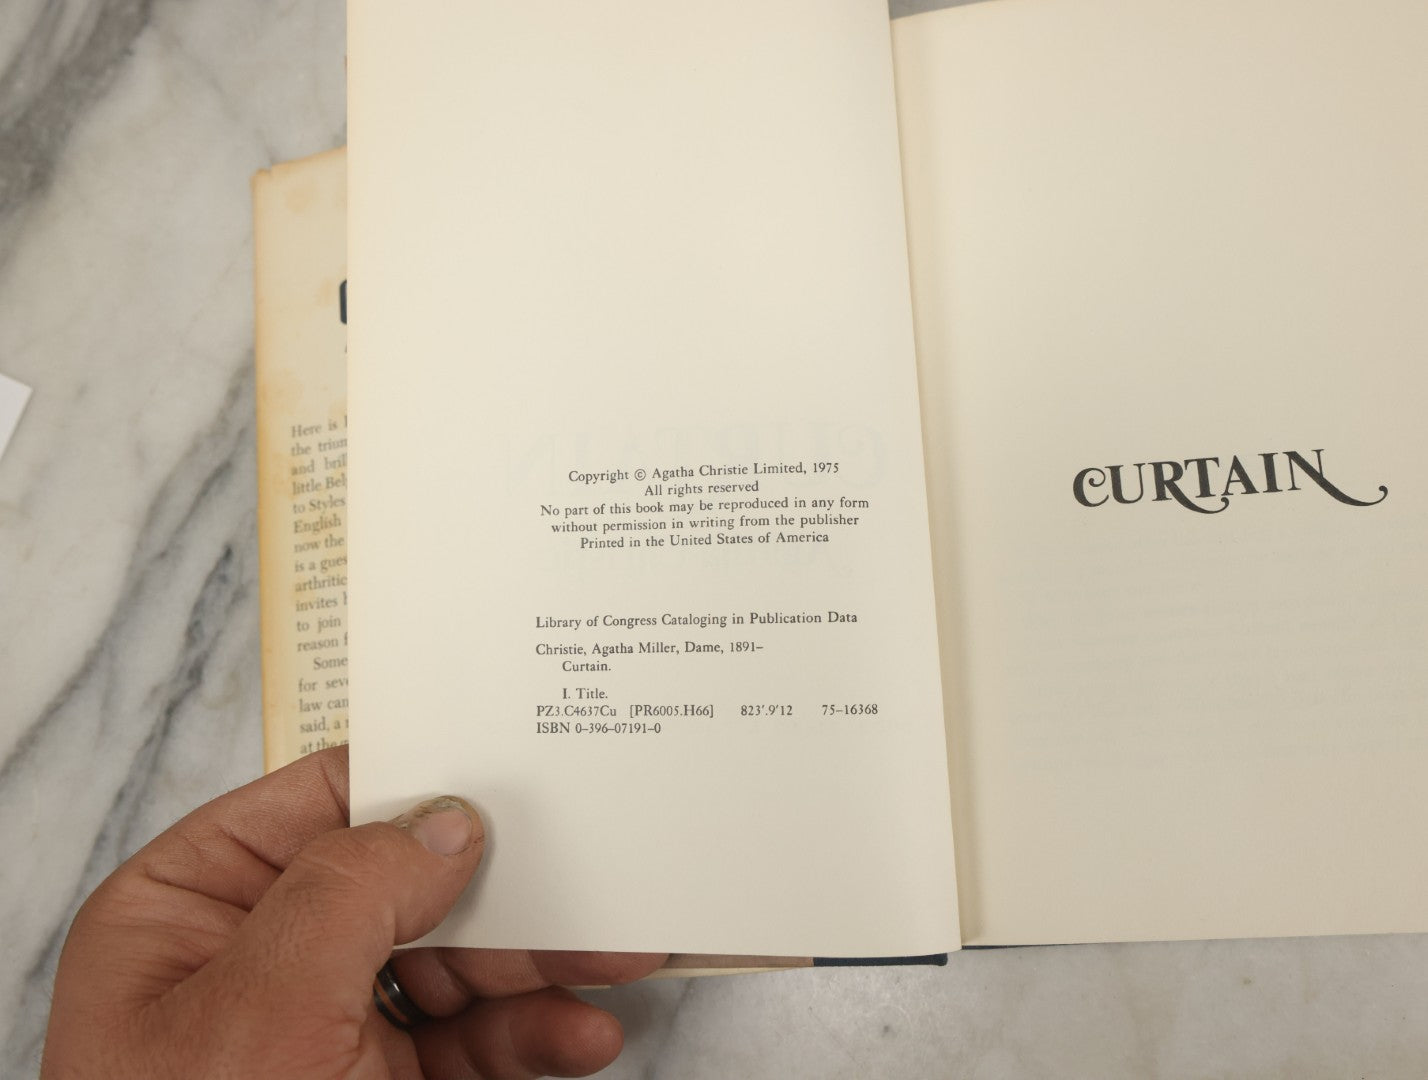 Here is
the trium
and bril
little Bel
to Styles
English
now the
is a gues
arthritic
invites
to join
reason f
Some
for seve
law can
said, a
at the
Copyright © Agatha Christie Limited, 1975
All rights reserved
No part of this book may be reproduced in any form
without permission in writing from the publisher
Printed in the United States of America
Library of Congress Cataloging in Publication Data
Christie, Agatha Miller, Dame, 1891–
Curtain.
I. Title.
PZ3.C4637Cu [PR6005.H66] 823'.9'12 75–16368
ISBN 0–396–07191–0
CURTAIN